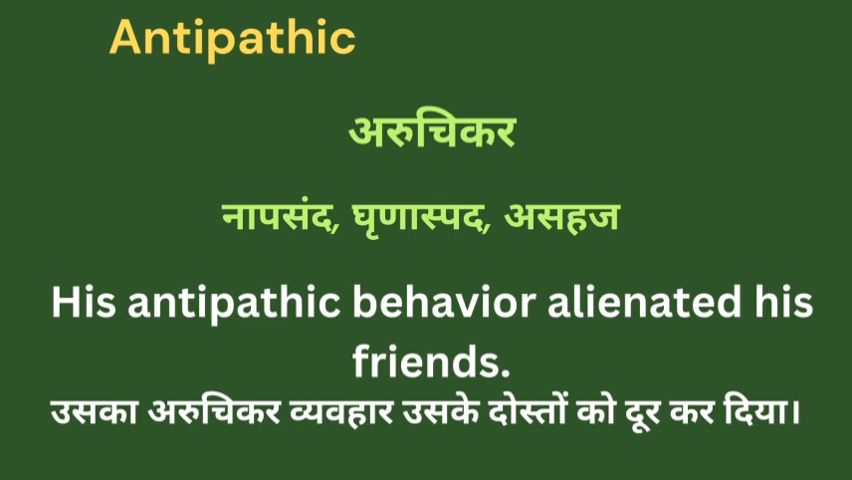 Antipathic
अरुचिकर
नापसंद, घृणास्पद, असहज
His antipathic behavior alienated his
friends.
उसका अरुचिकर व्यवहार उसके दोस्तों को दूर कर दिया।